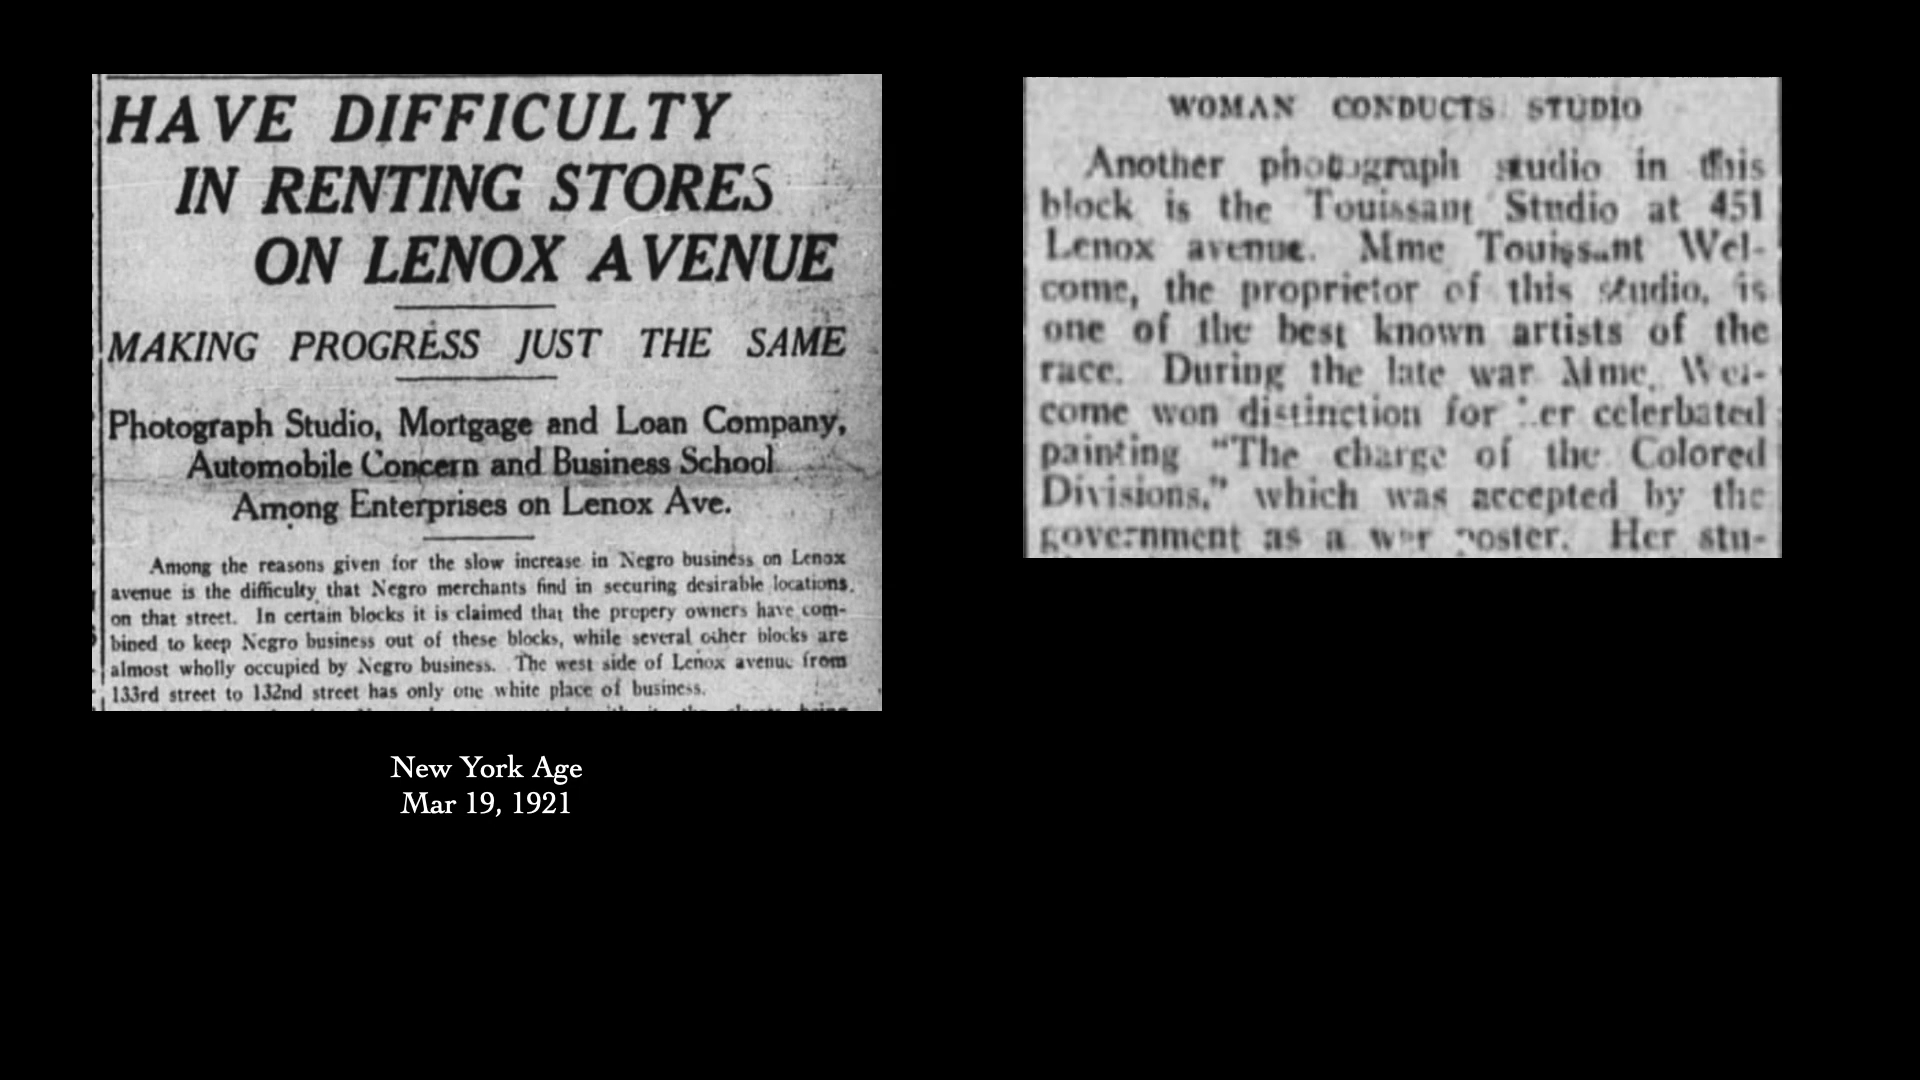 HAVE DIFFICULTY
IN RENTING STORES
ON LENOX AVENUE
MAKING PROGRESS JUST THE SAME
Photograph Studio, Mortgage and Loan Company,
Automobile Concern and Business School
Among Enterprises on Lenox Ave.
Among the reasons given for the slow increase in Negro business on Lenox
avenue is the difficulty that Negro merchants find in securing desirable locations
on that street. In certain blocks it is claimed that the propery owners have com-
bined to keep Negro business out of these blocks, while several other blocks are
almost wholly occupied by Negro business. The west side of Lenox avenue from
133rd street to 132nd street has only one white place of business.
New York Age
Mar 19, 1921
WOMAN CONDUCTS STUDIO
Another photograph studio in this
block is the Touissant Studio at 451
Lenox avenue. Mme Touissant Wel-
come, the proprietor of this studio, is
one of the best known artists of the
race. During the late war Mme. Wel-
come won distinction for her celerbated
painting "The charge of the Colored
Divisions," which was accepted by the
government as a war poster. Her stu-